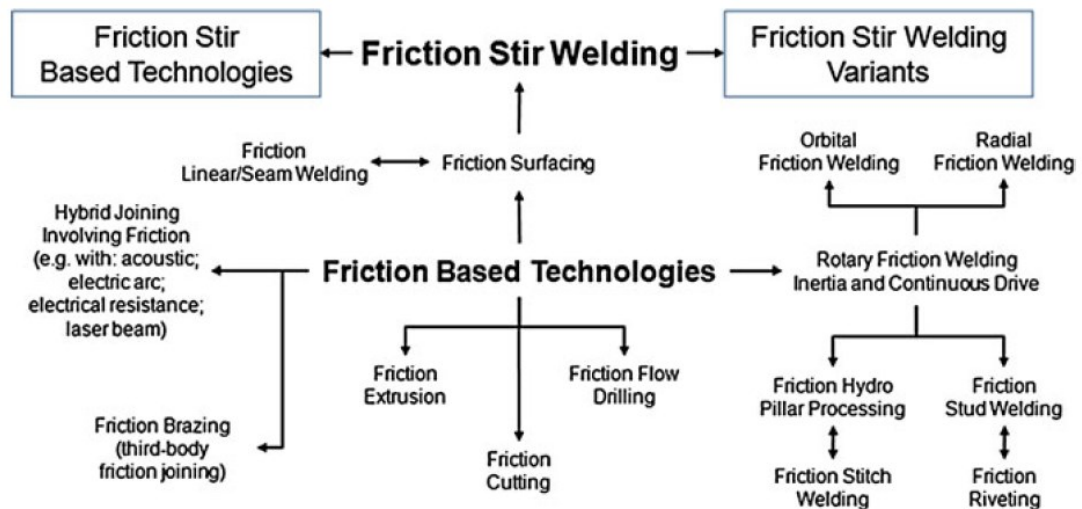 Friction Stir
Based Technologies
Friction Stir Welding
Friction Stir Welding
Variants
Friction
Linear/Seam Welding
Friction Surfacing
Orbital
Friction Welding
Radial
Friction Welding
Hybrid Joining
Involving Friction
(e.g. with: acoustic;
electric arc;
electrical resistance;
laser beam)
Friction Based Technologies
Rotary Friction Welding
Inertia and Continuous Drive
Friction
Extrusion
Friction Flow
Drilling
Friction Hydro
Pillar Processing
Friction
Stud Welding
Friction Brazing
(third-body
friction joining)
Friction
Cutting
Friction Stitch
Welding
Friction
Riveting